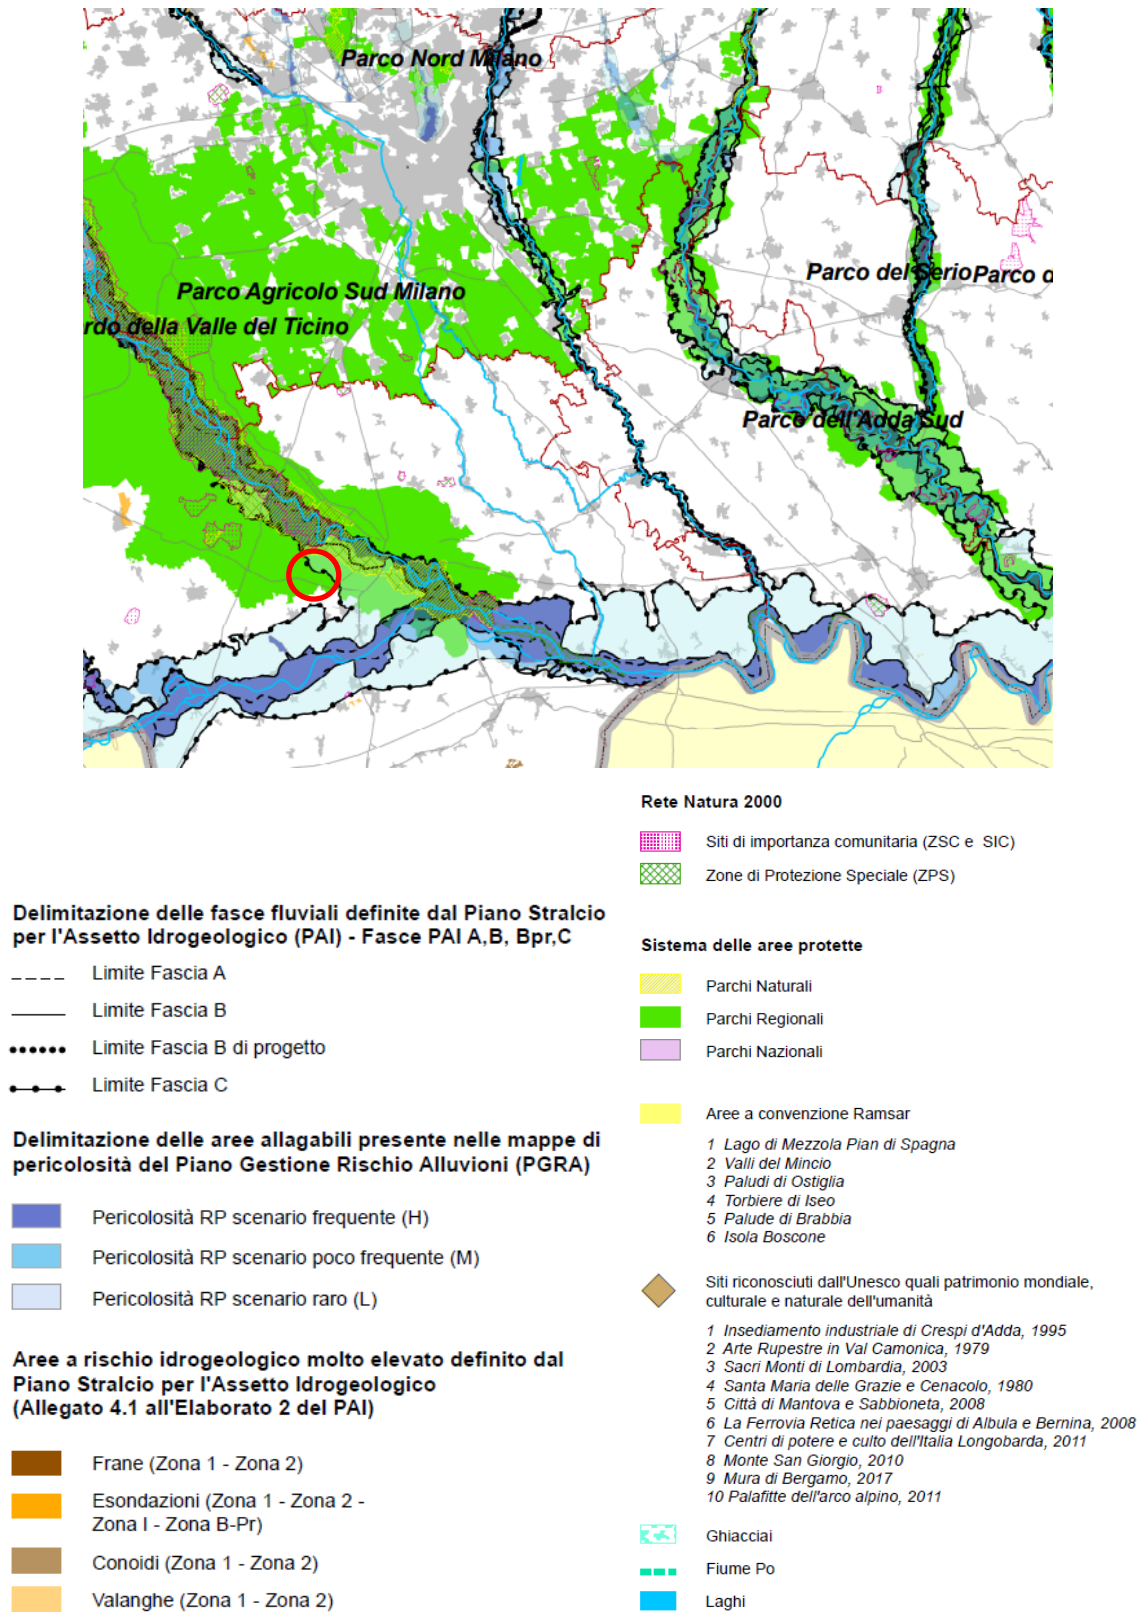 Parco Nord Milano
Parco del Serio
Parco d
Parco Agricolo Sud Milano
rdo della Valle del Ticino
Parco dell'Adda Sud
Rete Natura 2000
Siti di importanza comunitaria (ZSC e SIC)
Zone di Protezione Speciale (ZPS)
Delimitazione delle fasce fluviali definite dal Piano Stralcio
per l'Assetto Idrogeologico (PAI) - Fasce PAI A,B, Bpr,C
Limite Fascia A
Limite Fascia B
Limite Fascia B di progetto
Limite Fascia C
Delimitazione delle aree allagabili presente nelle mappe di
pericolosità del Piano Gestione Rischio Alluvioni (PGRA)
Pericolosità RP scenario frequente (H)
Pericolosità RP scenario poco frequente (M)
Pericolosità RP scenario raro (L)
Aree a rischio idrogeologico molto elevato definito dal
Piano Stralcio per l'Assetto Idrogeologico
(Allegato 4.1 all'Elaborato 2 del PAI)
Frane (Zona 1 - Zona 2)
Esondazioni (Zona 1 - Zona 2 -
Zona I - Zona B-Pr)
Conoidi (Zona 1 - Zona 2)
Valanghe (Zona 1 - Zona 2)
Sistema delle aree protette
Parchi Naturali
Parchi Regionali
Parchi Nazionali
Aree a convenzione Ramsar
1 Lago di Mezzola Pian di Spagna
2 Valli del Mincio
3 Paludi di Ostiglia
4 Torbiere di Iseo
5 Palude di Brabbia
6 Isola Boscone
Siti riconosciuti dall'Unesco quali patrimonio mondiale,
culturale e naturale dell'umanità
1 Insediamento industriale di Crespi d'Adda, 1995
2 Arte Rupestre in Val Camonica, 1979
3 Sacri Monti di Lombardia, 2003
4 Santa Maria delle Grazie e Cenacolo, 1980
5 Città di Mantova e Sabbioneta, 2008
6 La Ferrovia Retica nei paesaggi di Albula e Bernina, 2008
7 Centri di potere e culto dell'Italia Longobarda, 2011
8 Monte San Giorgio, 2010
9 Mura di Bergamo, 2017
10 Palafitte dell'arco alpino, 2011
Ghiacciai
Fiume Po
Laghi